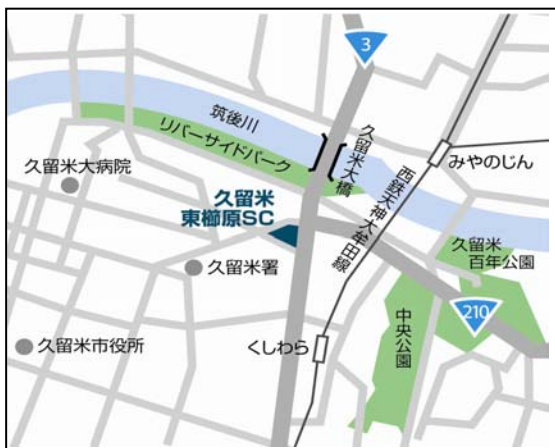 3
筑後川
リバーサイドパーク
久留米大橋
西鉄天神大牟田線
みやのじん
久留米大病院
久留米
東櫛原SC
久留米
百年公園
久留米署
210
中央公園
くしわら
久留米市役所